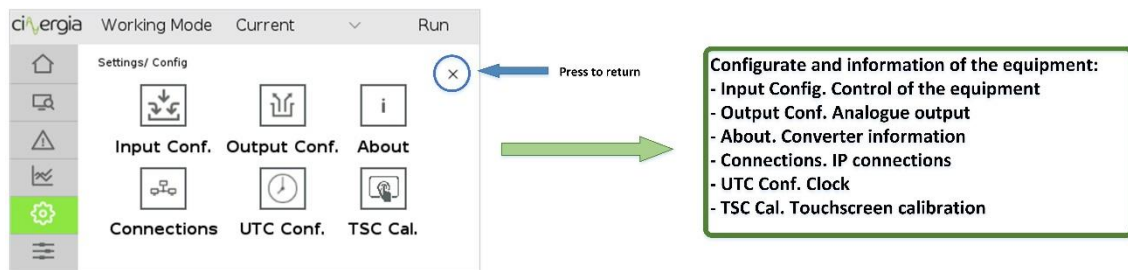 cinergia Working Mode Current Run
Settings/ Config
Press to return
Input Conf. Output Conf. About
Connections UTC Conf. TSC Cal.
Configurate and information of the equipment:
- Input Config. Control of the equipment
- Output Conf. Analogue output
- About. Converter information
- Connections. IP connections
- UTC Conf. Clock
- TSC Cal. Touchscreen calibration